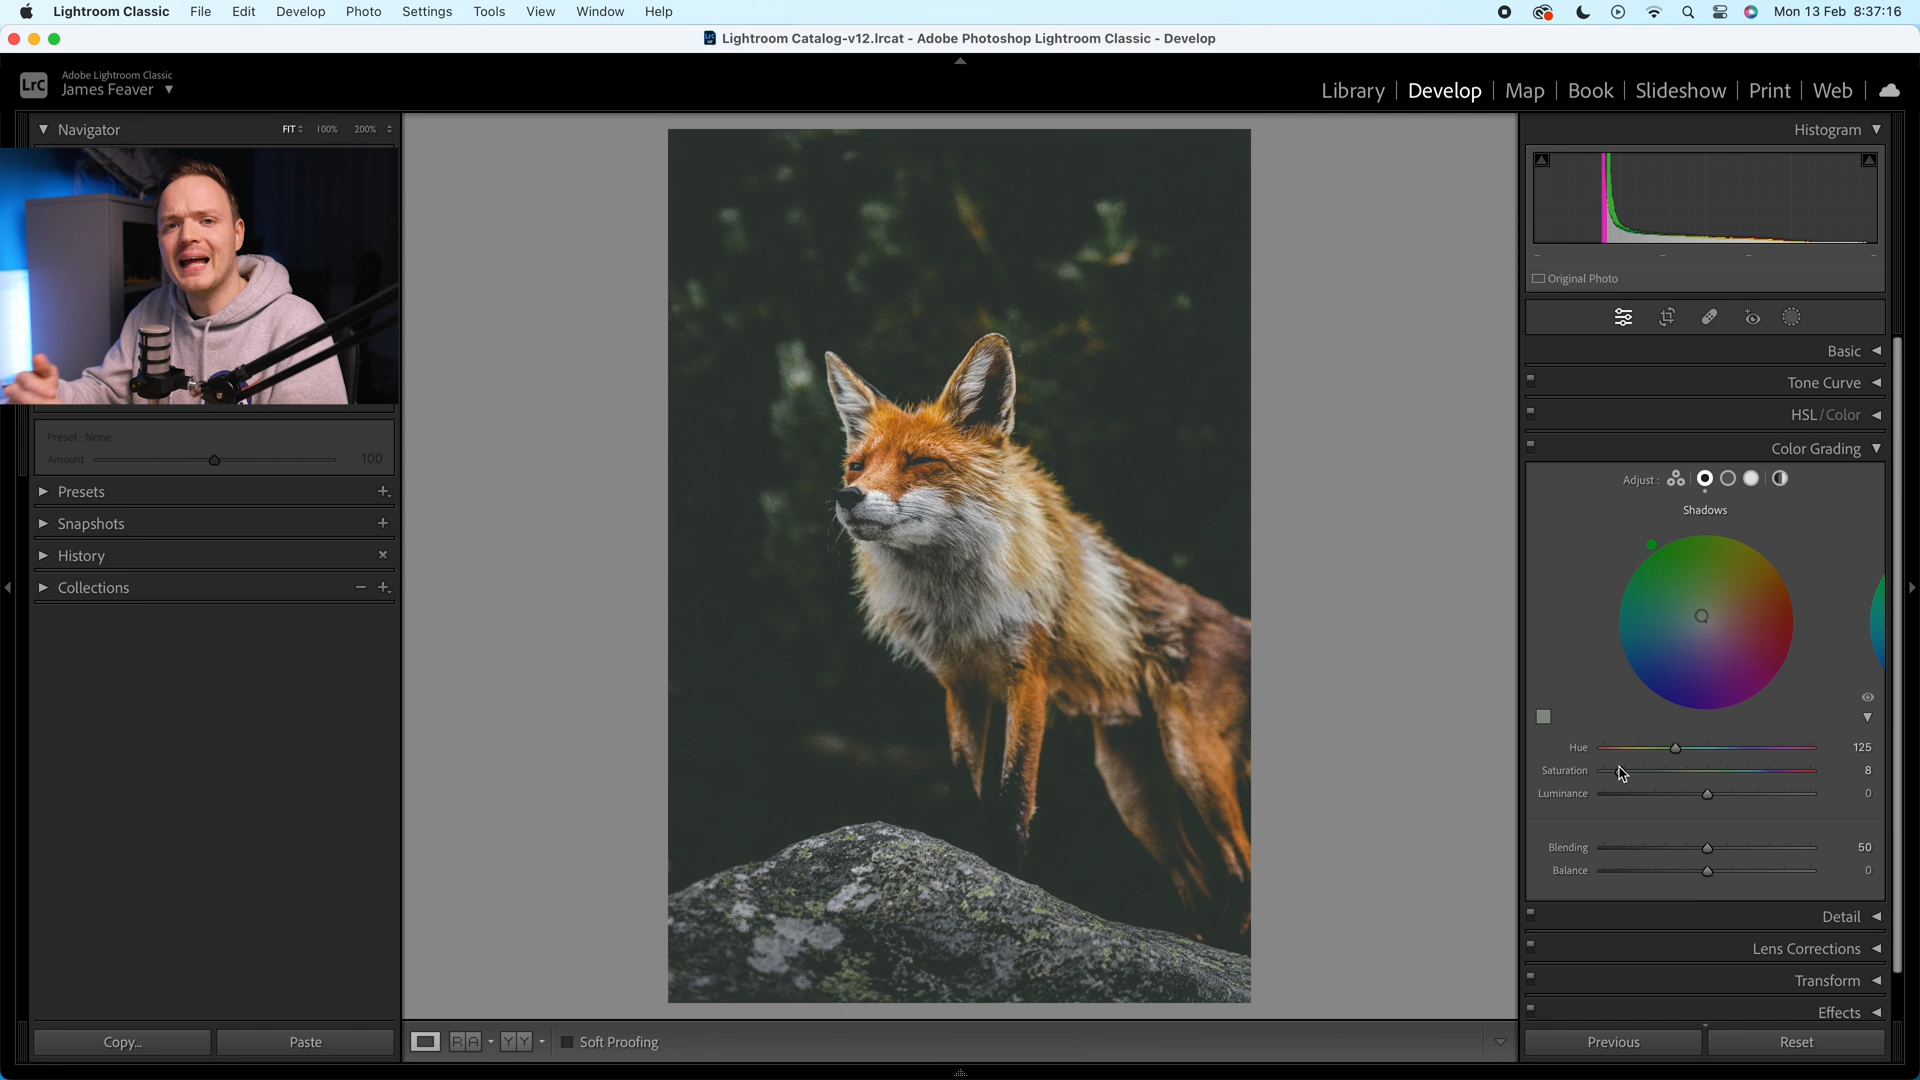 Lightroom Classic File Edit Develop Photo Settings Tools View Window Help Mon 13 Feb 8:37:16
Lightroom Catalog-v12.lrcat - Adobe Photoshop Lightroom Classic - Develop
LrC
Adobe Lightroom Classic
James Feaver
Library | Develop | Map | Book | Slideshow | Print | Web
Navigator FIT 100% 200%
Preset : None
Amount 100
Presets
Snapshots
History
Collections
Copy... Paste
R A Y Y Soft Proofing
Histogram
Original Photo
Basic
Tone Curve
HSL / Color
Color Grading
Adjust :
Shadows
Hue 125
Saturation 8
Luminance 0
Blending 50
Balance 0
Detail
Lens Corrections
Transform
Effects
Previous Reset